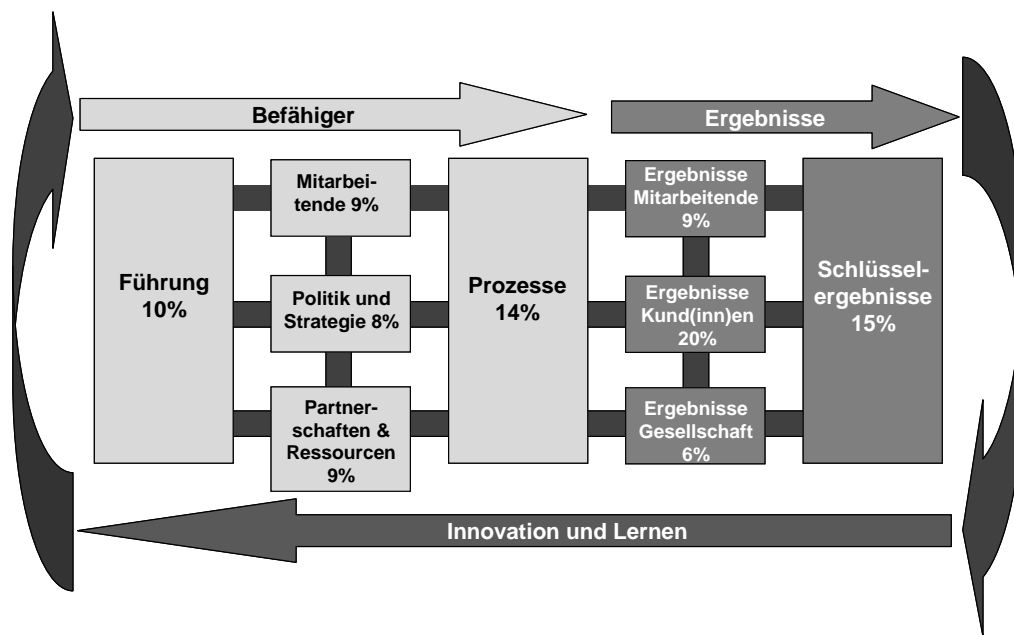 Befähiger
Ergebnisse
Führung
10%
Mitarbei-
tende 9%
Politik und
Strategie 8%
Partner-
schaften &
Ressourcen
9%
Prozesse
14%
Ergebnisse
Mitarbeitende
9%
Ergebnisse
Kund(inn)en
20%
Ergebnisse
Gesellschaft
6%
Schlüssel-
ergebnisse
15%
Innovation und Lernen